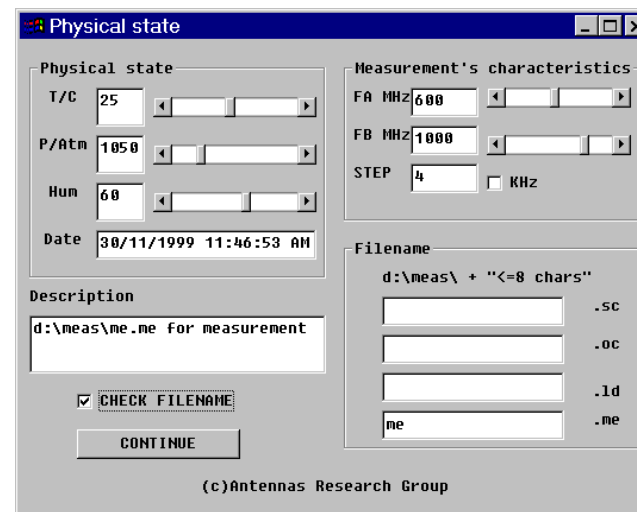 Physical state
Physical state
T/C 25
P/Atm 1050
Hum 60
Date 30/11/1999 11:46:53 AM
Measurement's characteristics
FA MHz 600
FB MHz 1000
STEP 4 KHz
Description
d:\meas\me.me for measurement
CHECK FILENAME
CONTINUE
Filename
d:\meas\ + "<=8 chars"
.sc
.oc
.ld
me .me
(c)Antennas Research Group